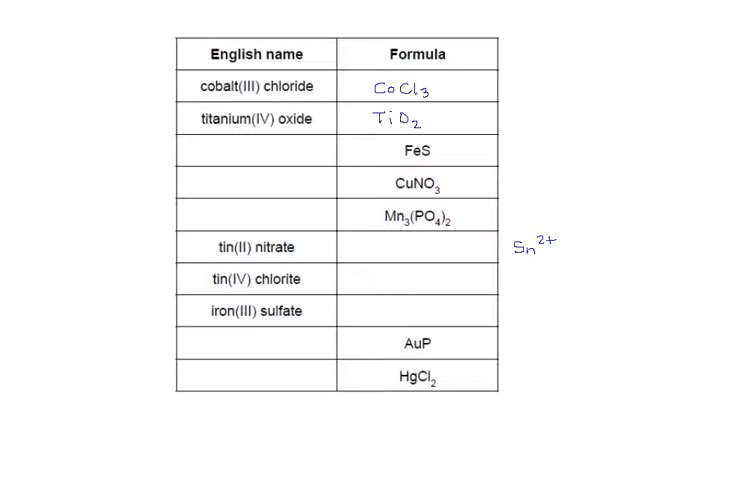 English name Formula
cobalt(III) chloride CoCl₃
titanium(IV) oxide TiO₂
FeS
CuNO₃
Mn₃(PO₄)₂
tin(II) nitrate Sn²⁺
tin(IV) chlorite
iron(III) sulfate
AuP
HgCl₂